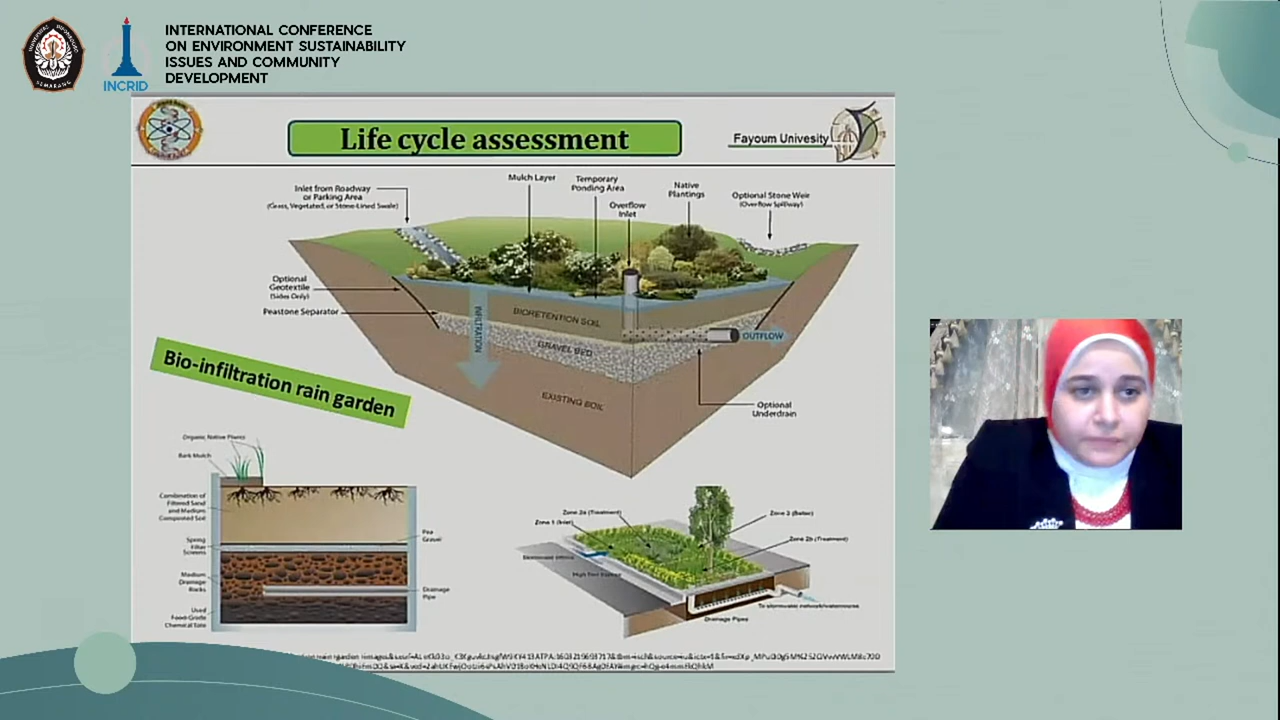 INTERNATIONAL CONFERENCE
ON ENVIRONMENT SUSTAINABILITY
ISSUES AND COMMUNITY
DEVELOPMENT
INCRID
Life cycle assessment
Fayoum Univesity
Inlet from Roadway
or Parking Area
(Grass, Vegetated, or Stone-Lined Swale)
Mulch Layer
Temporary
Ponding Area
Overflow
Inlet
Native
Plantings
Optional Stone Weir
(Overflow Spillway)
Optional
Geotextile
(Sides Only)
Peastone Separator
INFILTRATION
BIORETENTION SOIL
GRAVEL BED
OUTFLOW
EXISTING SOIL
Optional
Underdrain
Bio-infiltration rain garden
Organic Native Plants
Bark Mulch
Combination of
Filtered Sand
and Medium
Composted Soil
Spring
Filter
Screens
Medium
Drainage
Rocks
Used
Food-Grade
Chemical Tote
Pea
Gravel
Drainage
Pipe
Zone 2a (Treatment)
Zone 1 (Inlet)
Zone 3 (Batter)
Zone 2b (Treatment)
To stormwater network/watercourse
Drainage Pipes